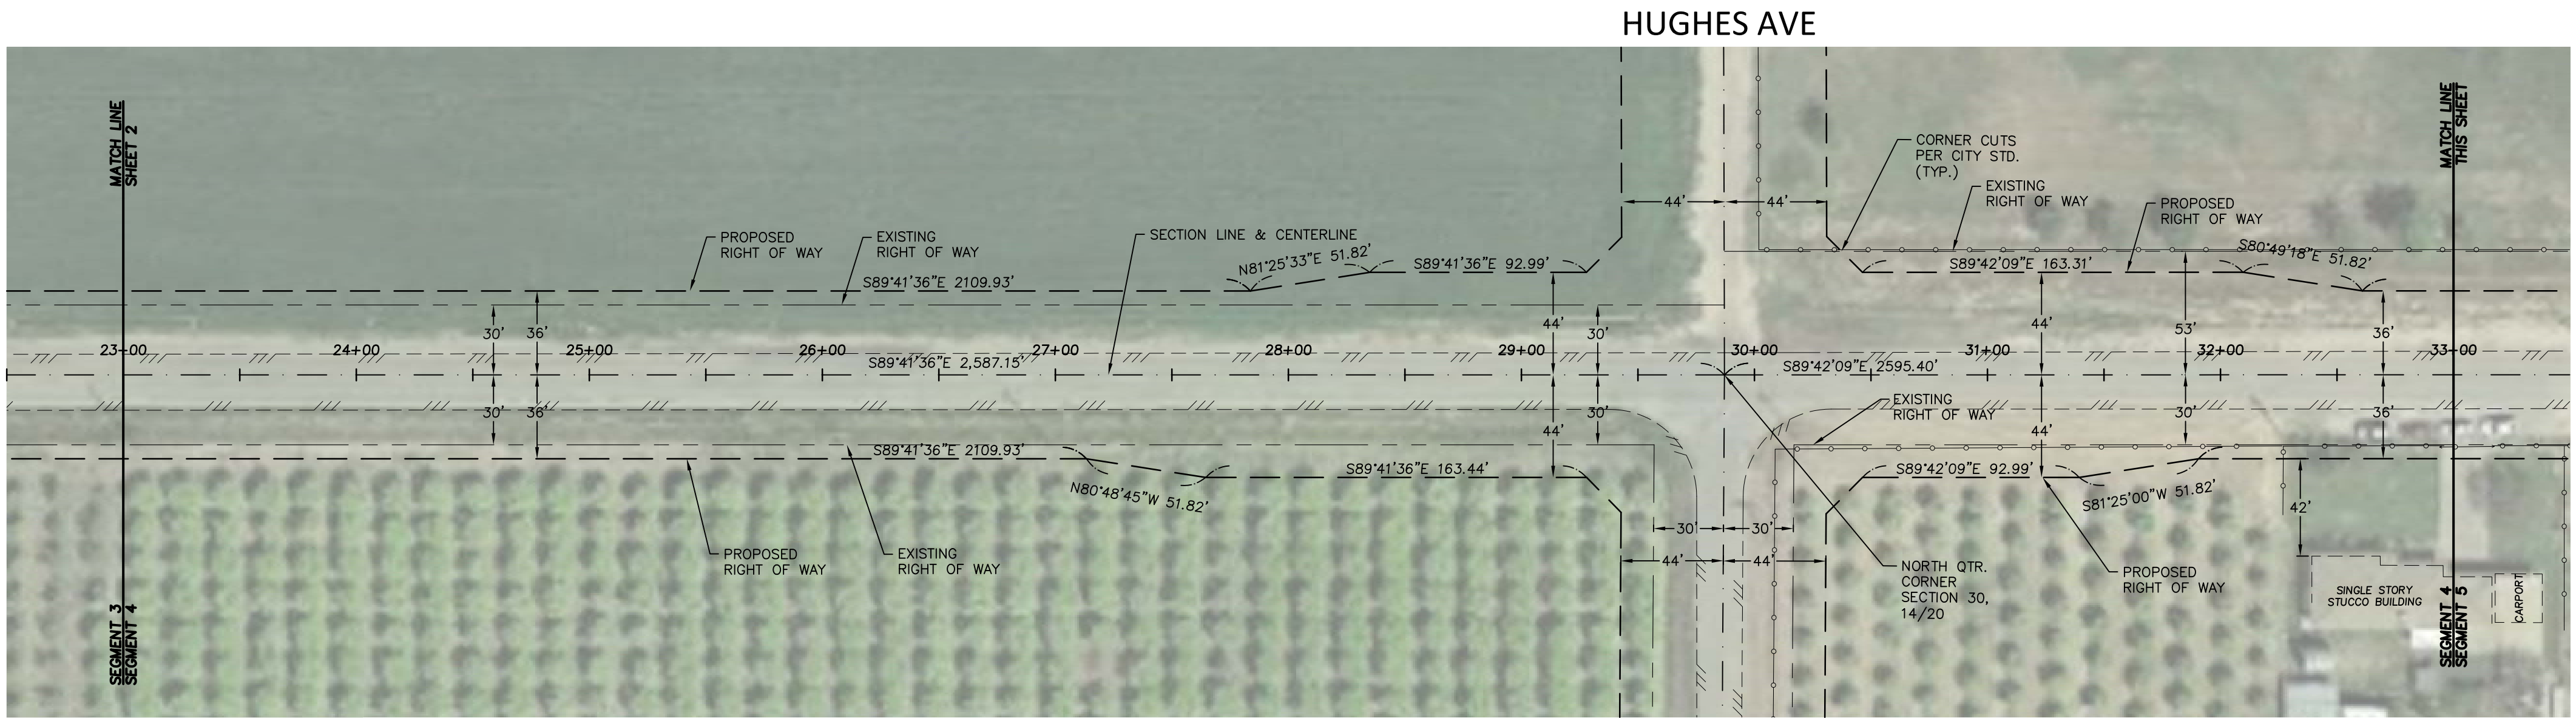 HUGHES AVE
MATCH LINE
SHEET 2
MATCH LINE
THIS SHEET
CORNER CUTS
PER CITY STD.
(TYP.)
EXISTING
RIGHT OF WAY
PROPOSED
RIGHT OF WAY
44'
44'
PROPOSED
RIGHT OF WAY
EXISTING
RIGHT OF WAY
SECTION LINE & CENTERLINE
N81°25'33"E 51.82'
S89°41'36"E 92.99'
S89°42'09"E 163.31'
S80°49'18"E 51.82'
S89°41'36"E 2109.93'
30'
36'
44'
30'
44'
53'
36'
23+00
24+00
25+00
26+00
27+00
28+00
29+00
30+00
31+00
32+00
33+00
S89°41'36"E 2,587.15'
S89°42'09"E 2595.40'
30'
36'
30'
44'
EXISTING
RIGHT OF WAY
44'
30'
36'
S89°41'36"E 2109.93'
N80°48'45"W 51.82'
S89°41'36"E 163.44'
S89°42'09"E 92.99'
S81°25'00"W 51.82'
42'
30'
30'
44'
44'
PROPOSED
RIGHT OF WAY
EXISTING
RIGHT OF WAY
NORTH QTR.
CORNER
SECTION 30,
14/20
PROPOSED
RIGHT OF WAY
SINGLE STORY
STUCCO BUILDING
CARPORT
SEGMENT 3
SEGMENT 4
SEGMENT 4
SEGMENT 5